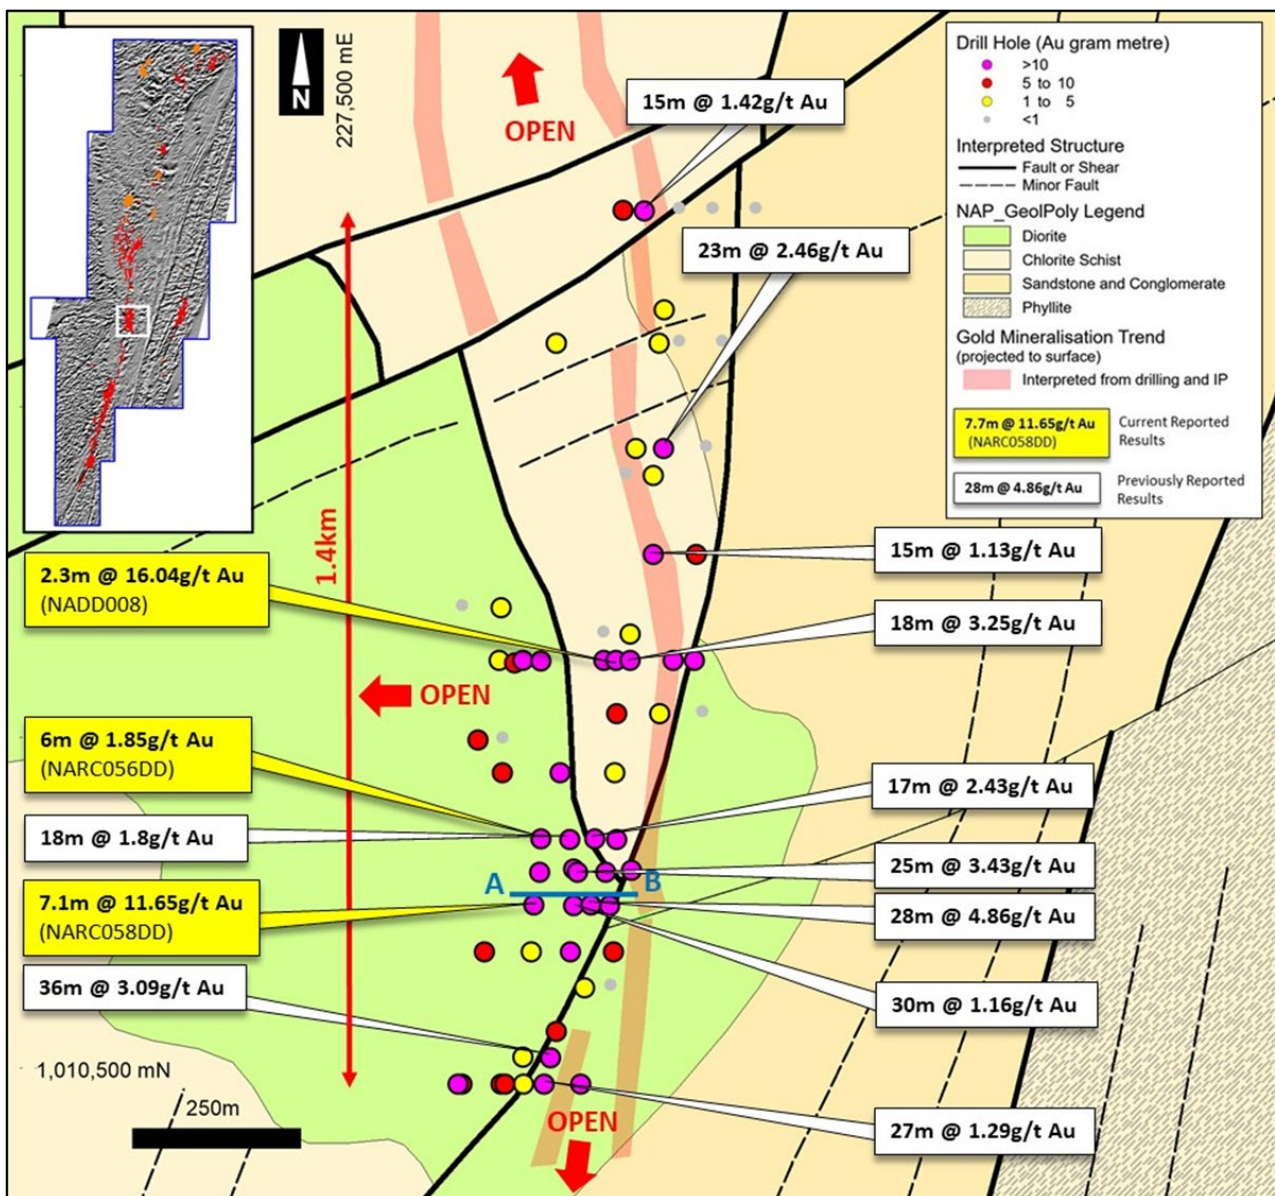 N
227,500 mE
OPEN
15m @ 1.42g/t Au
23m @ 2.46g/t Au
Drill Hole (Au gram metre)
>10
5 to 10
1 to 5
<1
Interpreted Structure
Fault or Shear
Minor Fault
NAP_GeolPoly Legend
Diorite
Chlorite Schist
Sandstone and Conglomerate
Phyllite
Gold Mineralisation Trend
(projected to surface)
Interpreted from drilling and IP
7.7m @ 11.65g/t Au
(NARC058DD)
Current Reported
Results
28m @ 4.86g/t Au
Previously Reported
Results
1.4km
2.3m @ 16.04g/t Au
(NADD008)
15m @ 1.13g/t Au
18m @ 3.25g/t Au
OPEN
6m @ 1.85g/t Au
(NARC056DD)
17m @ 2.43g/t Au
18m @ 1.8g/t Au
25m @ 3.43g/t Au
A
B
7.1m @ 11.65g/t Au
(NARC058DD)
28m @ 4.86g/t Au
36m @ 3.09g/t Au
30m @ 1.16g/t Au
1,010,500 mN
250m
OPEN
27m @ 1.29g/t Au